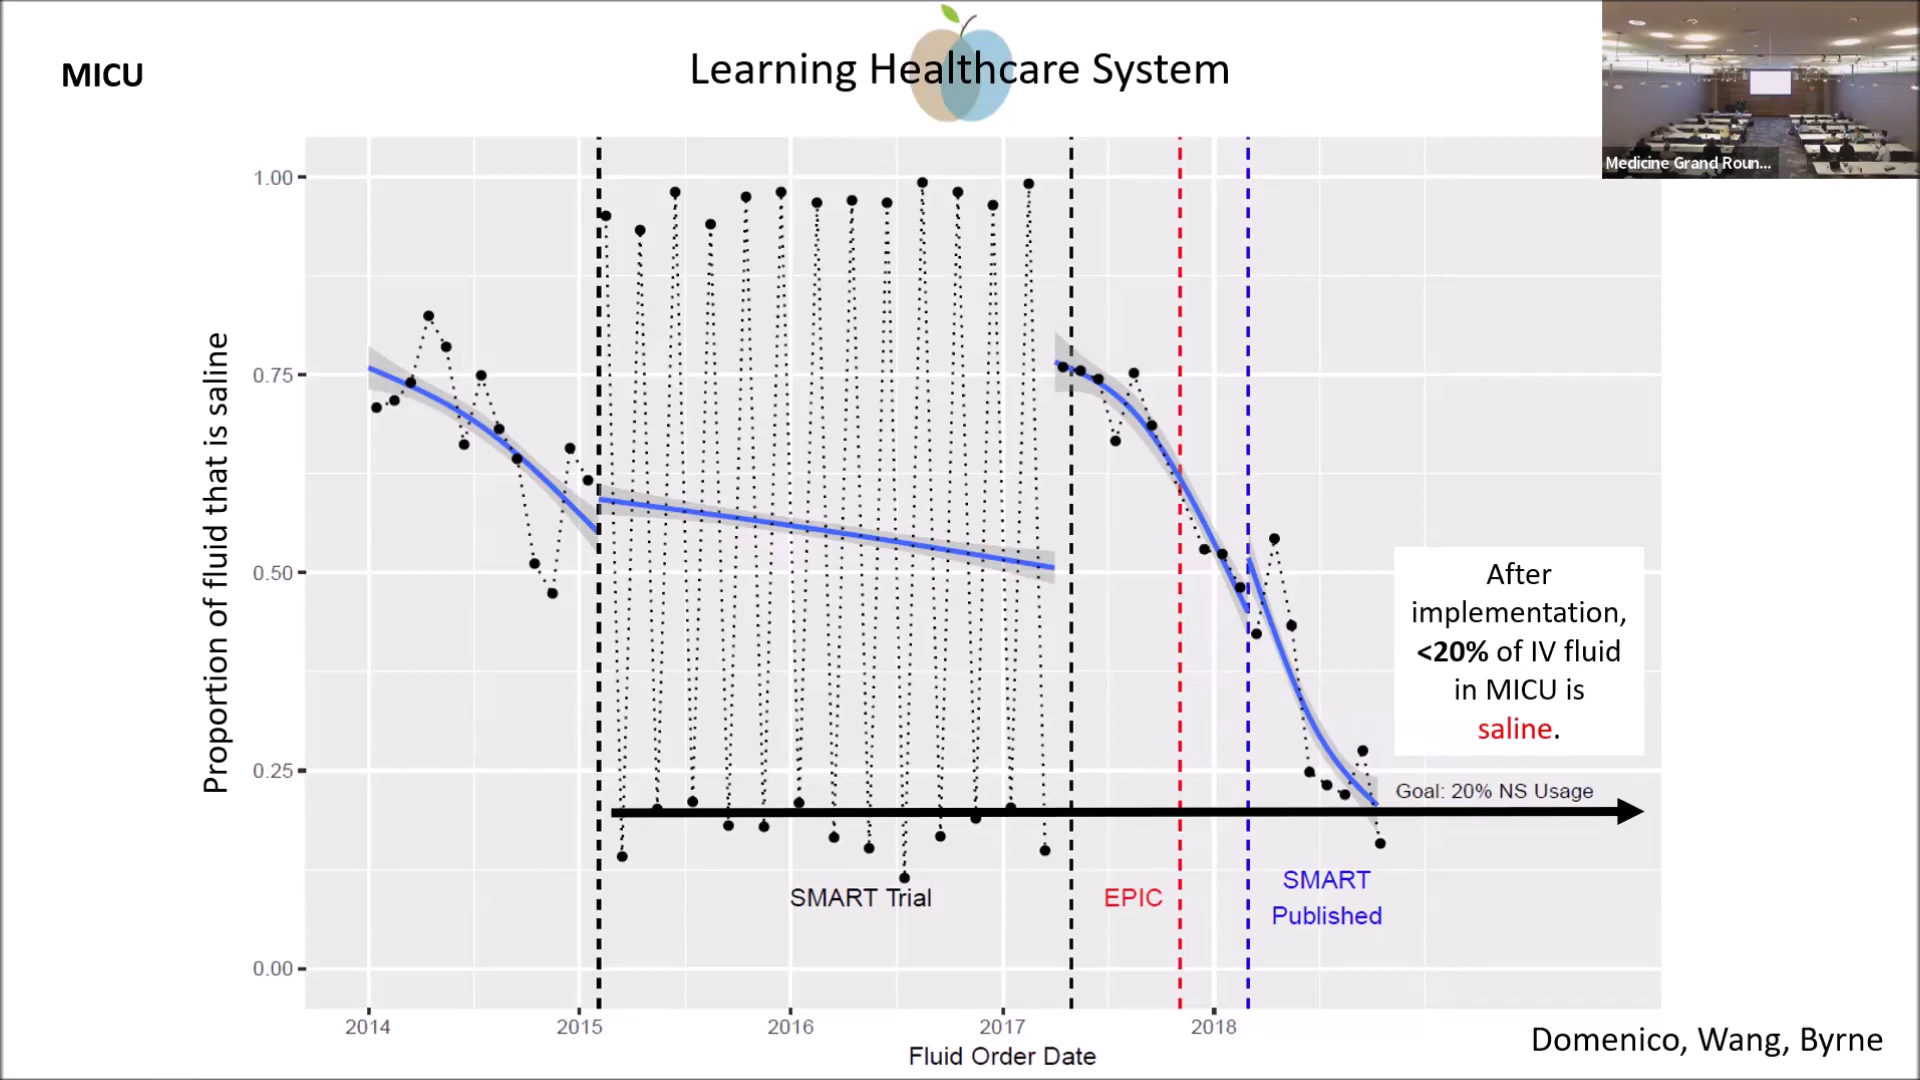 MICU
Learning Healthcare System
Medicine Grand Roun...
Proportion of fluid that is saline
1.00
0.75
0.50
0.25
0.00
After
implementation,
<20% of IV fluid
in MICU is
saline.
Goal: 20% NS Usage
SMART Trial
EPIC
SMART
Published
2014
2015
2016
2017
2018
Fluid Order Date
Domenico, Wang, Byrne